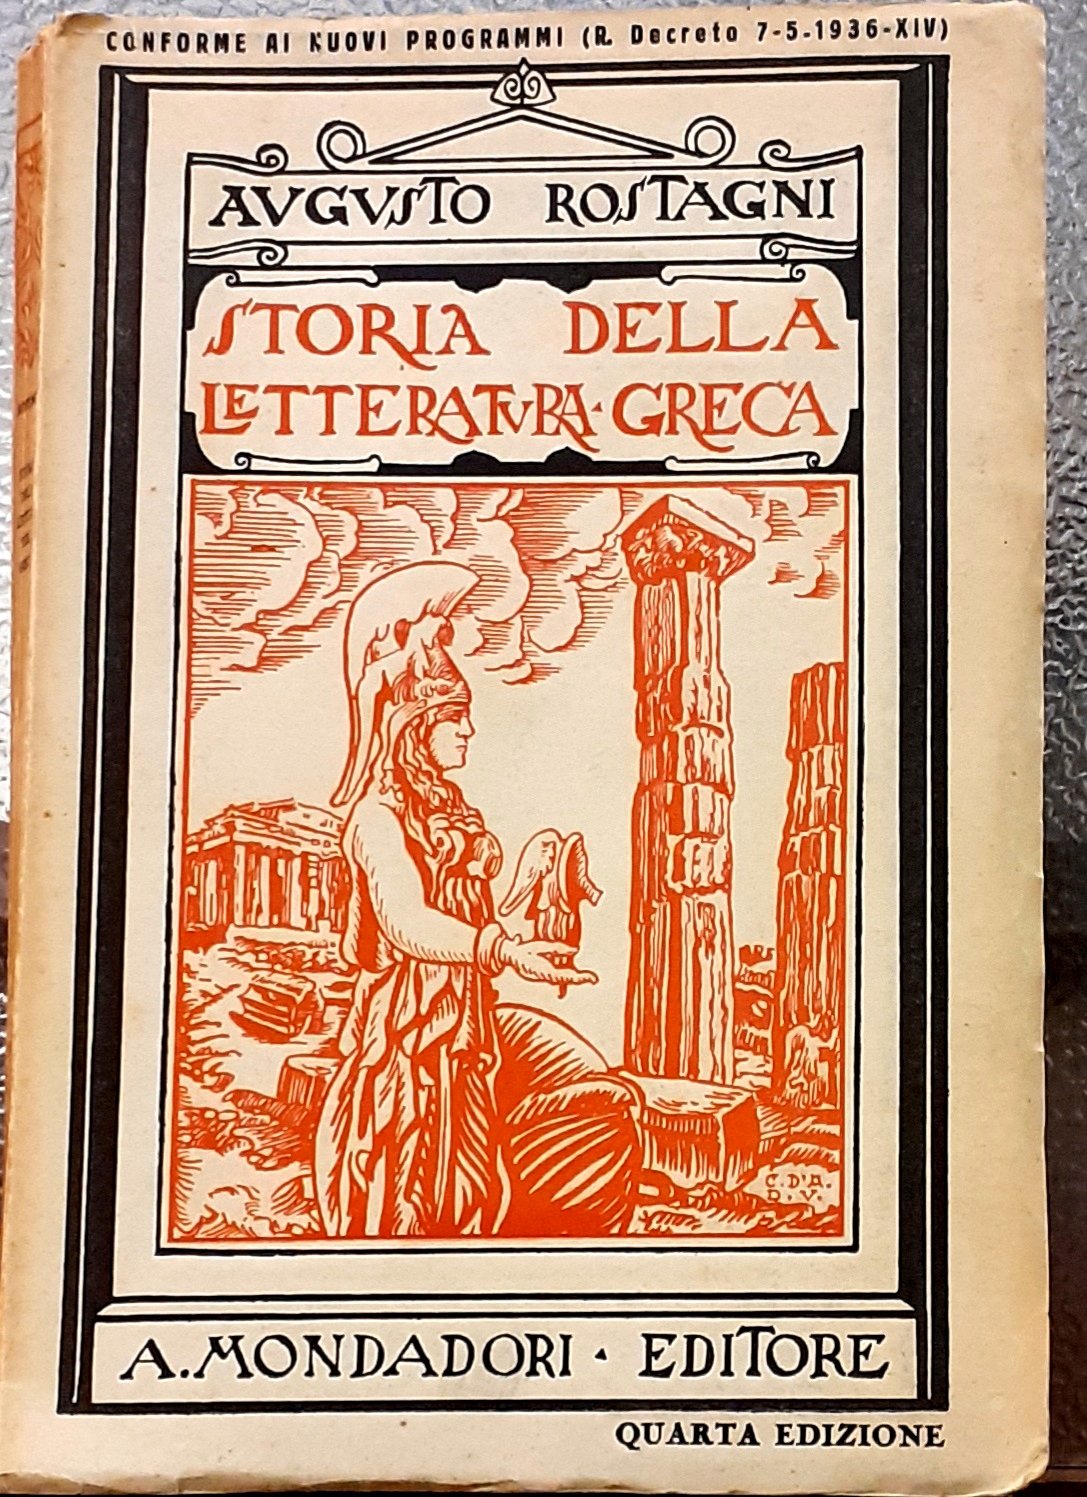 CONFORME AI NUOVI PROGRAMMI (R. Decreto 7-5-1936-XIV)
AVGVSTO ROSTAGNI
STORIA DELLA
LETTERATVRA·GRECA
C. D'A.
D. V.
A. MONDADORI · EDITORE
QUARTA EDIZIONE